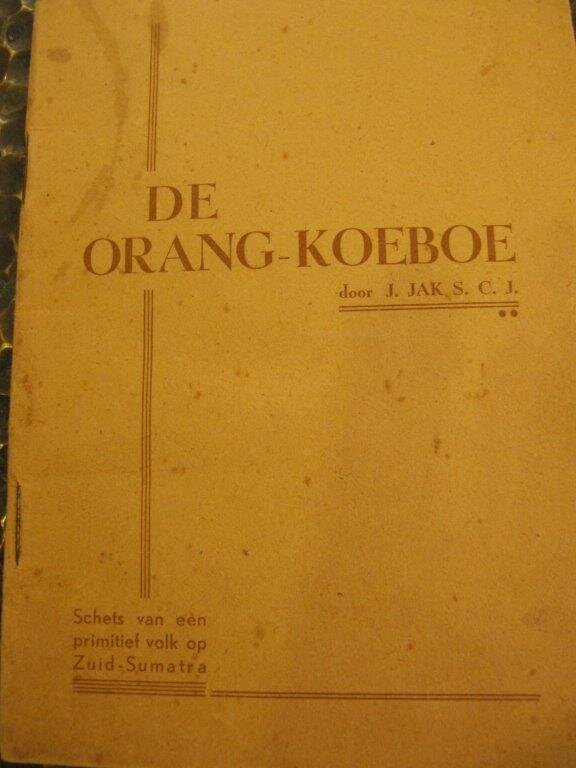 DE
ORANG-KOEBOE
door J. JAK S. C. J.
Schets van een
primitief volk op
Zuid-Sumatra